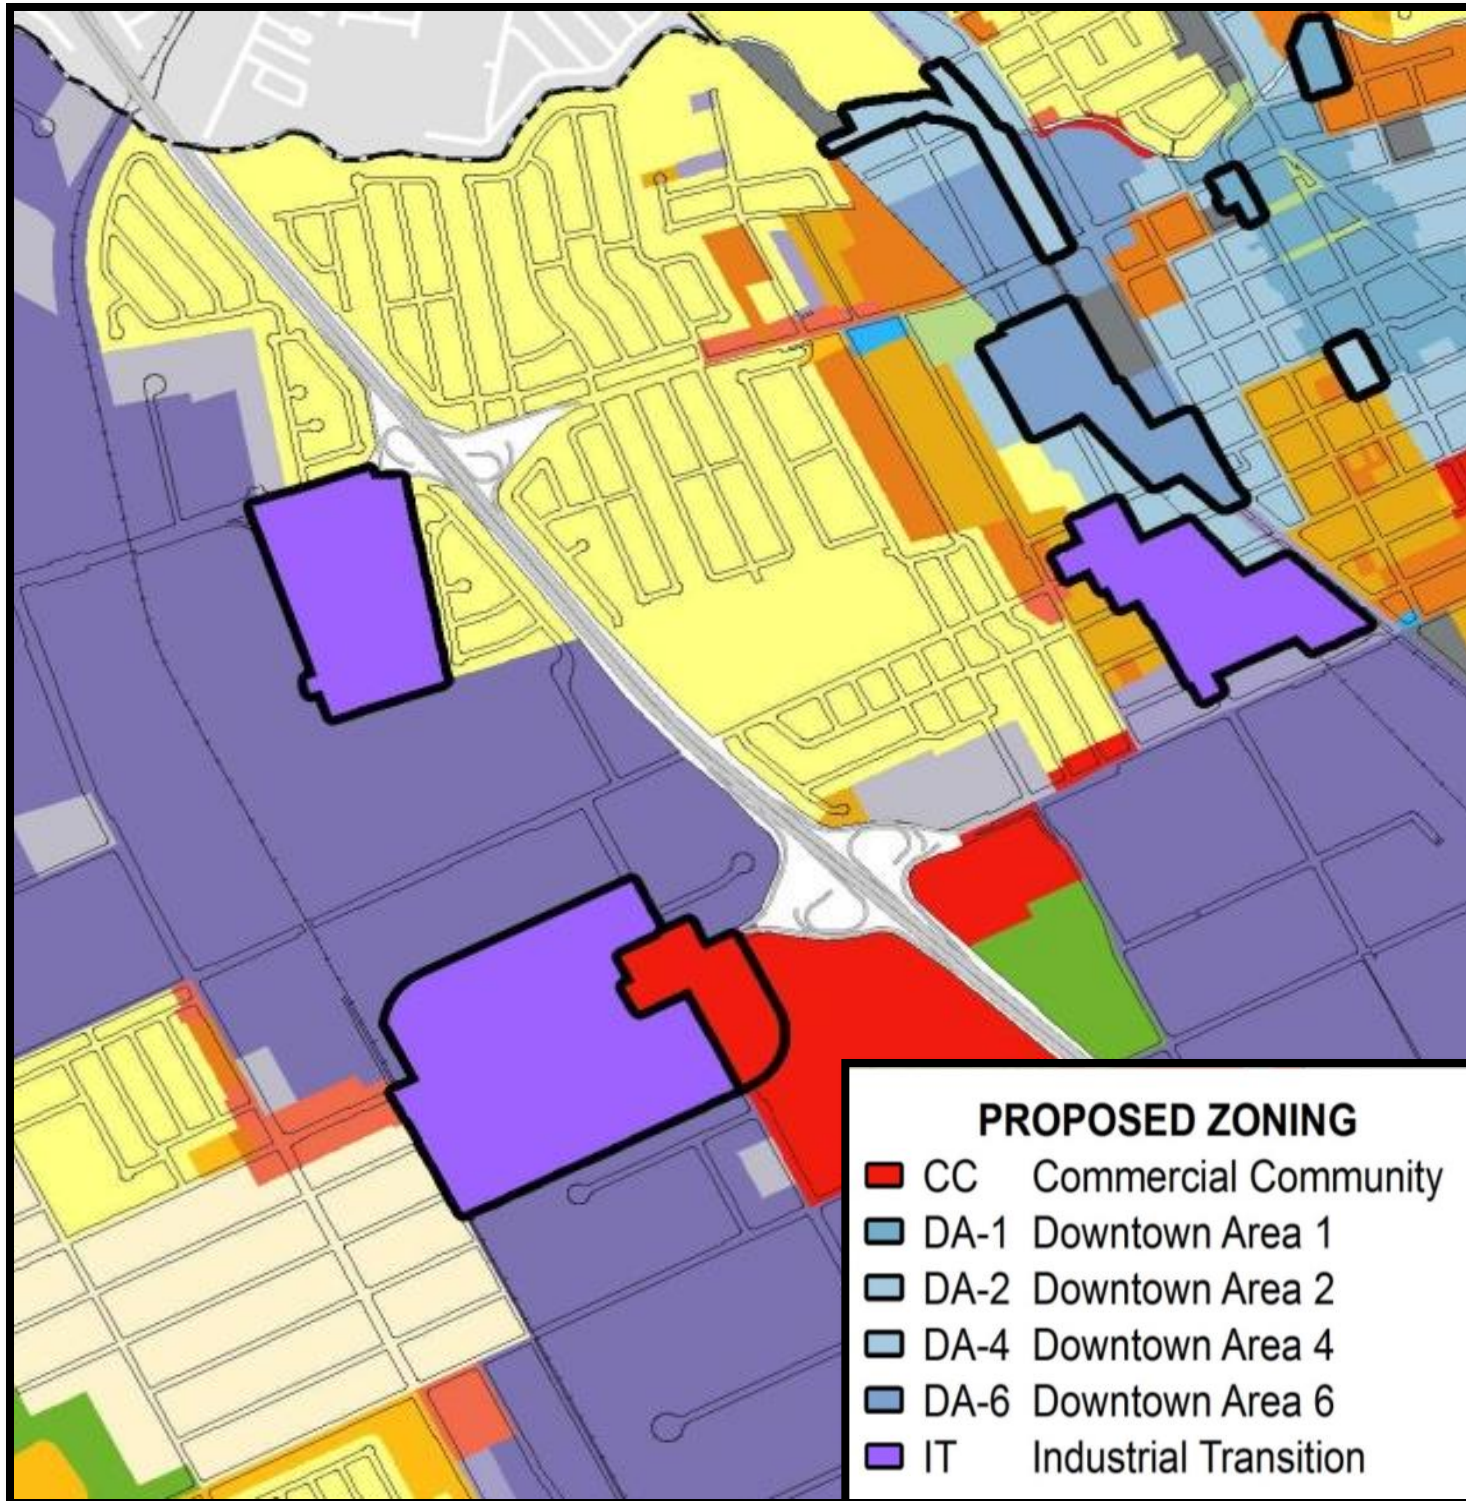 PROPOSED ZONING
CC Commercial Community
DA-1 Downtown Area 1
DA-2 Downtown Area 2
DA-4 Downtown Area 4
DA-6 Downtown Area 6
IT Industrial Transition